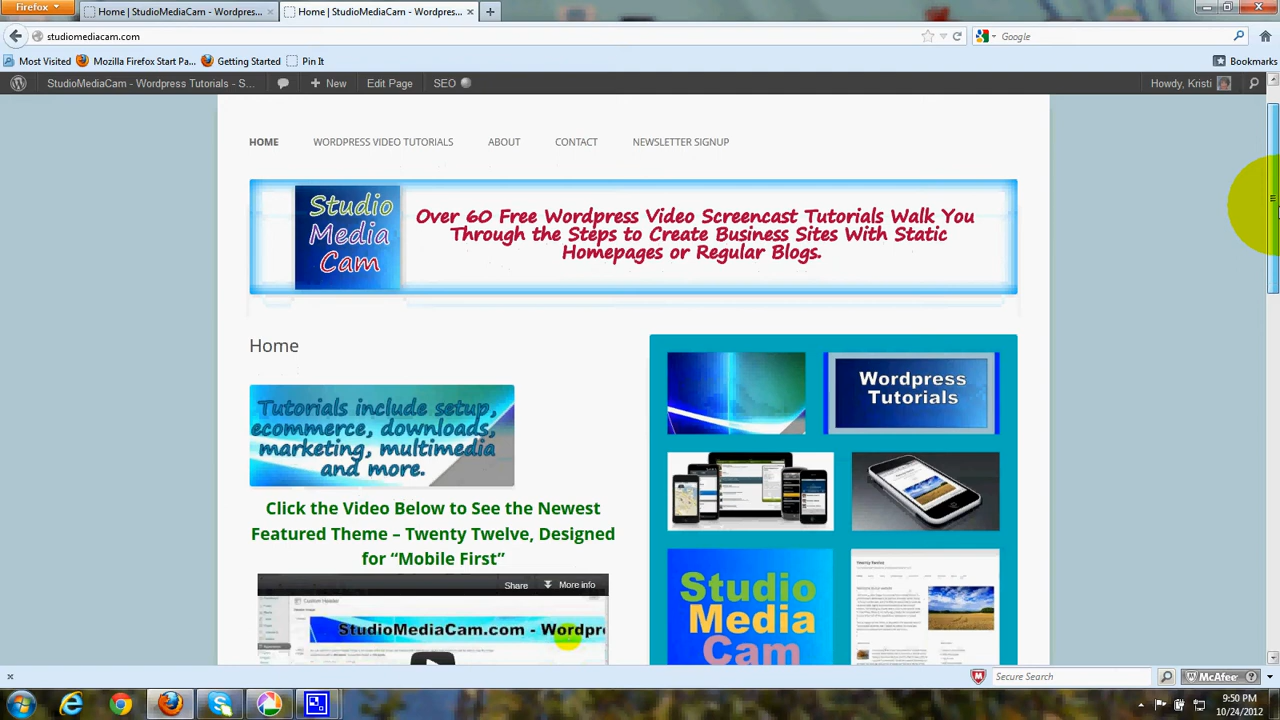 Firefox
Home | StudioMediaCam - Wordpres...
Home | StudioMediaCam - Wordpres...
studiomediacam.com
Google
Most Visited
Mozilla Firefox Start Pa...
Getting Started
Pin It
Bookmarks
StudioMediaCam - Wordpress Tutorials - S...
New
Edit Page
SEO
Howdy, Kristi
HOME
WORDPRESS VIDEO TUTORIALS
ABOUT
CONTACT
NEWSLETTER SIGNUP
Studio
Media
Cam
Over 60 Free Wordpress Video Screencast Tutorials Walk You
Through the Steps to Create Business Sites With Static
Homepages or Regular Blogs.
Home
Tutorials include setup,
ecommerce, downloads,
marketing, multimedia
and more.
Wordpress
Tutorials
Click the Video Below to See the Newest
Featured Theme – Twenty Twelve, Designed
for “Mobile First”
Share
More info
Custom Header
StudioMediaCam.com - Wordp
Studio
Media
Cam
Twenty twelve
Secure Search
McAfee
9:50 PM
10/24/2012